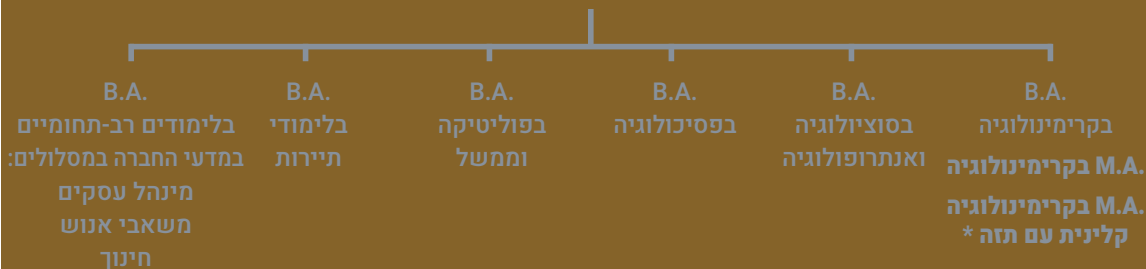 B.A.
בקרימינולוגיה
M.A. בקרימינולוגיה
M.A. בקרימינולוגיה
קלינית עם תזה *
B.A.
בסוציולוגיה
ואנתרופולוגיה
B.A.
בפסיכולוגיה
B.A.
בפוליטיקה
וממשל
B.A.
בלימודי
תיירות
B.A.
בלימודים רב-תחומיים
במדעי החברה במסלולים:
מינהל עסקים
משאבי אנוש
חינוך